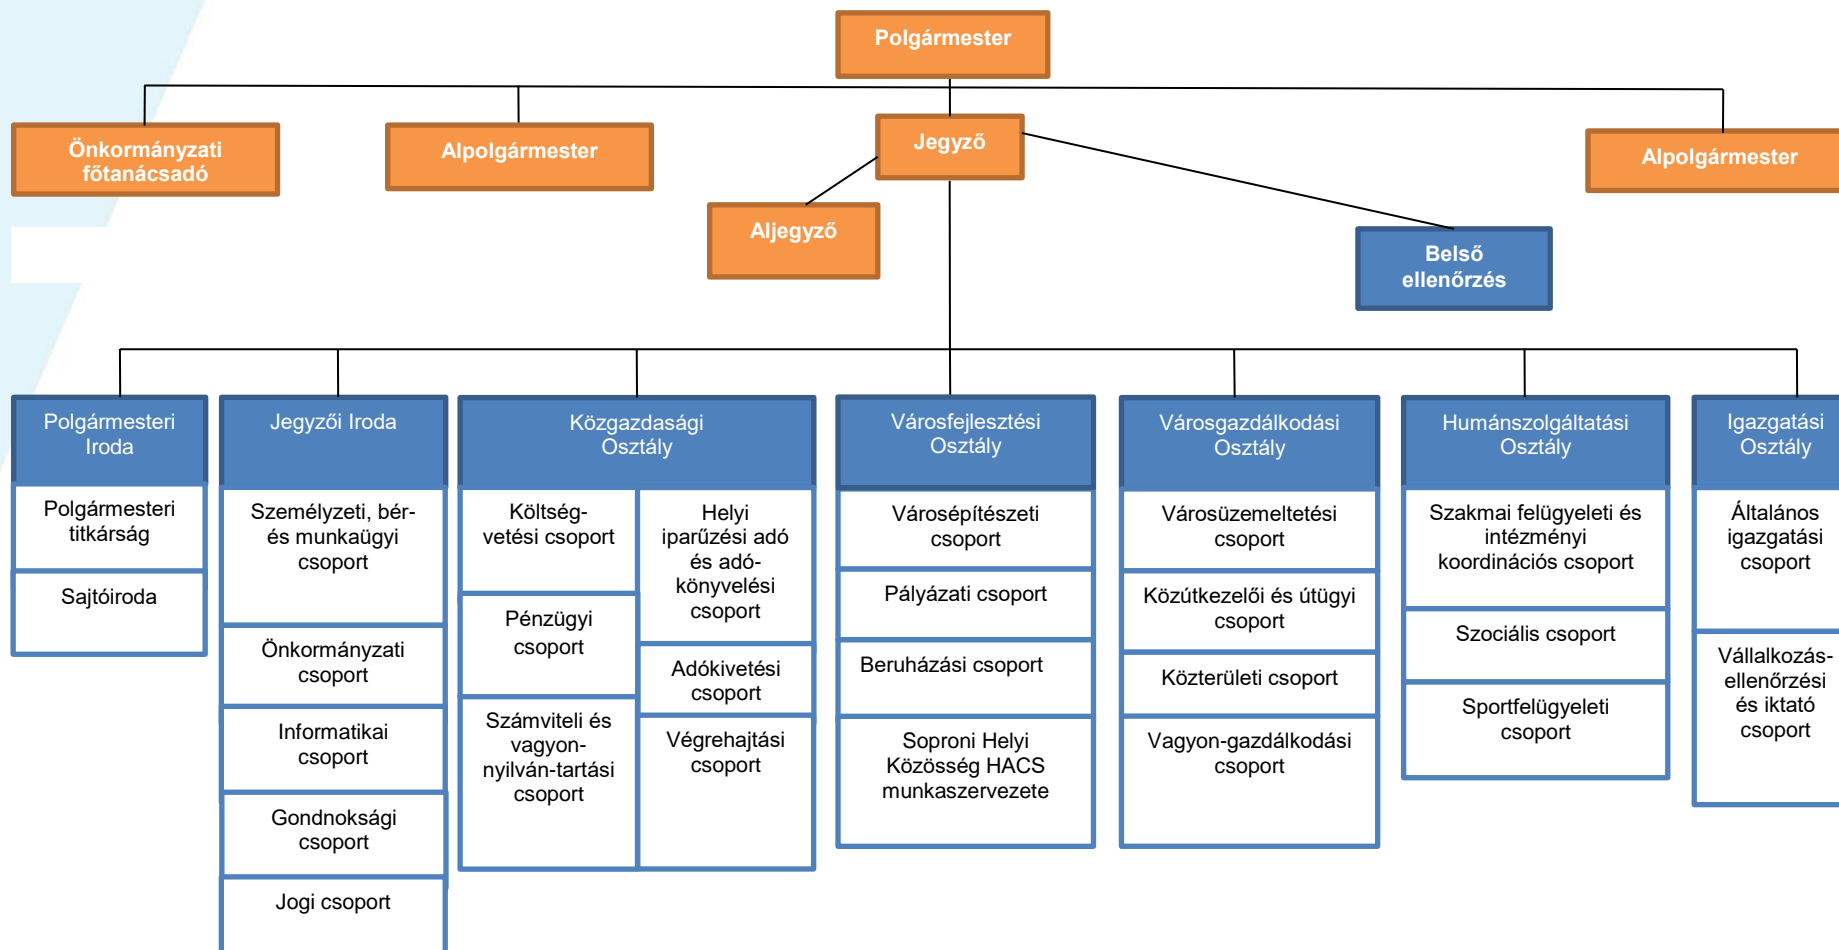 Polgármester
Önkormányzati
főtanácsadó
Alpolgármester
Jegyző
Alpolgármester
Aljegyző
Belső
ellenőrzés
Polgármesteri
Iroda
Polgármesteri
titkárság
Sajtóiroda
Jegyzői Iroda
Személyzeti, bér-
és munkaügyi
csoport
Önkormányzati
csoport
Informatikai
csoport
Gondnoksági
csoport
Jogi csoport
Közgazdasági
Osztály
Költség-
vetési csoport
Pénzügyi
csoport
Számviteli és
vagyon-
nyilván-tartási
csoport
Helyi
iparűzési adó
és adó-
könyvelési
csoport
Adókivetési
csoport
Végrehajtási
csoport
Városfejlesztési
Osztály
Városépítészeti
csoport
Pályázati csoport
Beruházási csoport
Soproni Helyi
Közösség HACS
munkaszervezete
Városgazdálkodási
Osztály
Városüzemeltetési
csoport
Közútkezelői és útügyi
csoport
Közterületi csoport
Vagyon-gazdálkodási
csoport
Humánszolgáltatási
Osztály
Szakmai felügyeleti és
intézményi
koordinációs csoport
Szociális csoport
Sportfelügyeleti
csoport
Igazgatási
Osztály
Általános
igazgatási
csoport
Vállalkozás-
ellenőrzési
és iktató
csoport